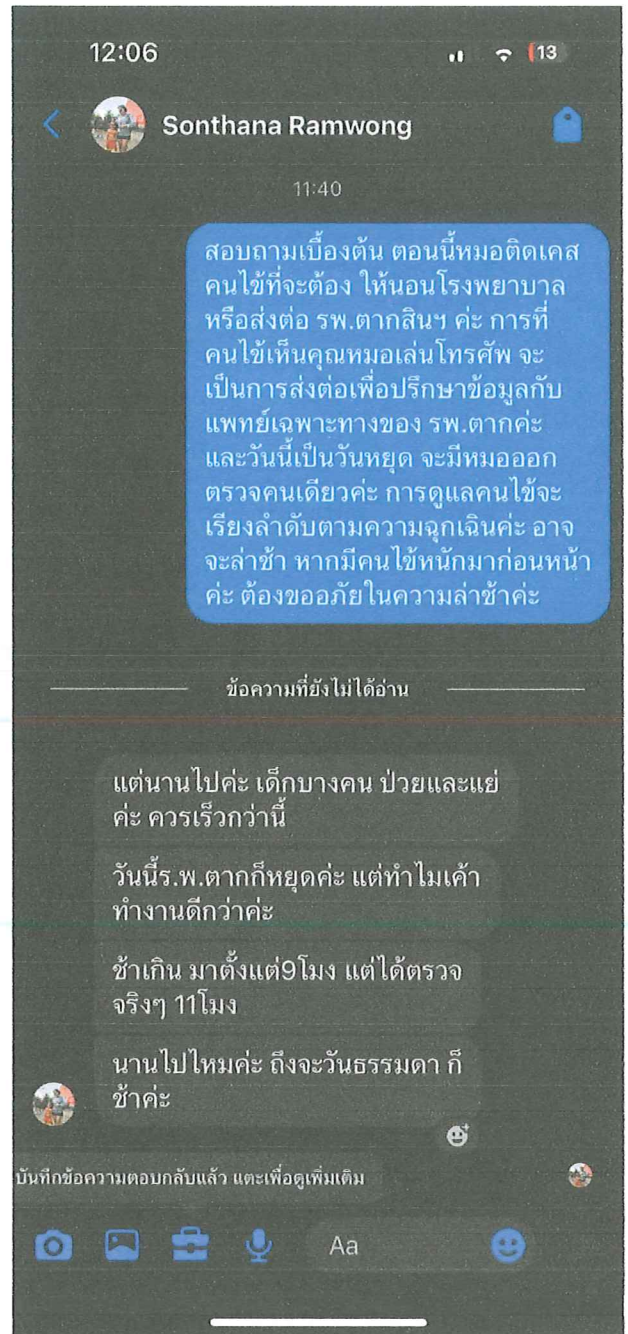 12:06
13
Sonthana Ramwong
11:40
สอบถามเบื้องต้น ตอนนี้หมอติดเคส
คนไข้ที่จะต้อง ให้นอนโรงพยาบาล
หรือส่งต่อ รพ.ตากสินฯ ค่ะ การที่
คนไข้เห็นคุณหมอเล่นโทรศัพ จะ
เป็นการส่งต่อเพื่อปรึกษาข้อมูลกับ
แพทย์เฉพาะทางของ รพ.ตากค่ะ
และวันนี้เป็นวันหยุด จะมีหมอออก
ตรวจคนเดียวค่ะ การดูแลคนไข้จะ
เรียงลำดับตามความฉุกเฉินค่ะ อาจ
จะล่าช้า หากมีคนไข้หนักมาก่อนหน้า
ค่ะ ต้องขออภัยในความล่าช้าค่ะ
ข้อความที่ยังไม่ได้อ่าน
แต่นานไปค่ะ เด็กบางคน ป่วยและแย่
ค่ะ ควรเร็วกว่านี้
วันนี้ร.พ.ตากก็หยุดค่ะ แต่ทำไมเค้า
ทำงานดีกว่าค่ะ
ช้าเกิน มาตั้งแต่9โมง แต่ได้ตรวจ
จริงๆ 11โมง
นานไปไหมค่ะ ถึงจะวันธรรมดา ก็
ช้าค่ะ
บันทึกข้อความตอบกลับแล้ว แตะเพื่อดูเพิ่มเติม
Aa